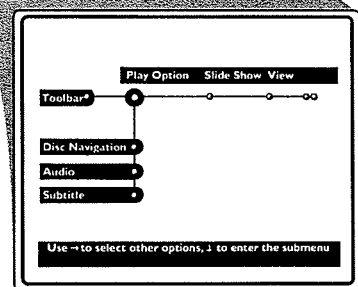 Play Option Slide Show View
Toolbar
Disc Navigation
Audio
Subtitle
Use → to select other options, ↓ to enter the submenu